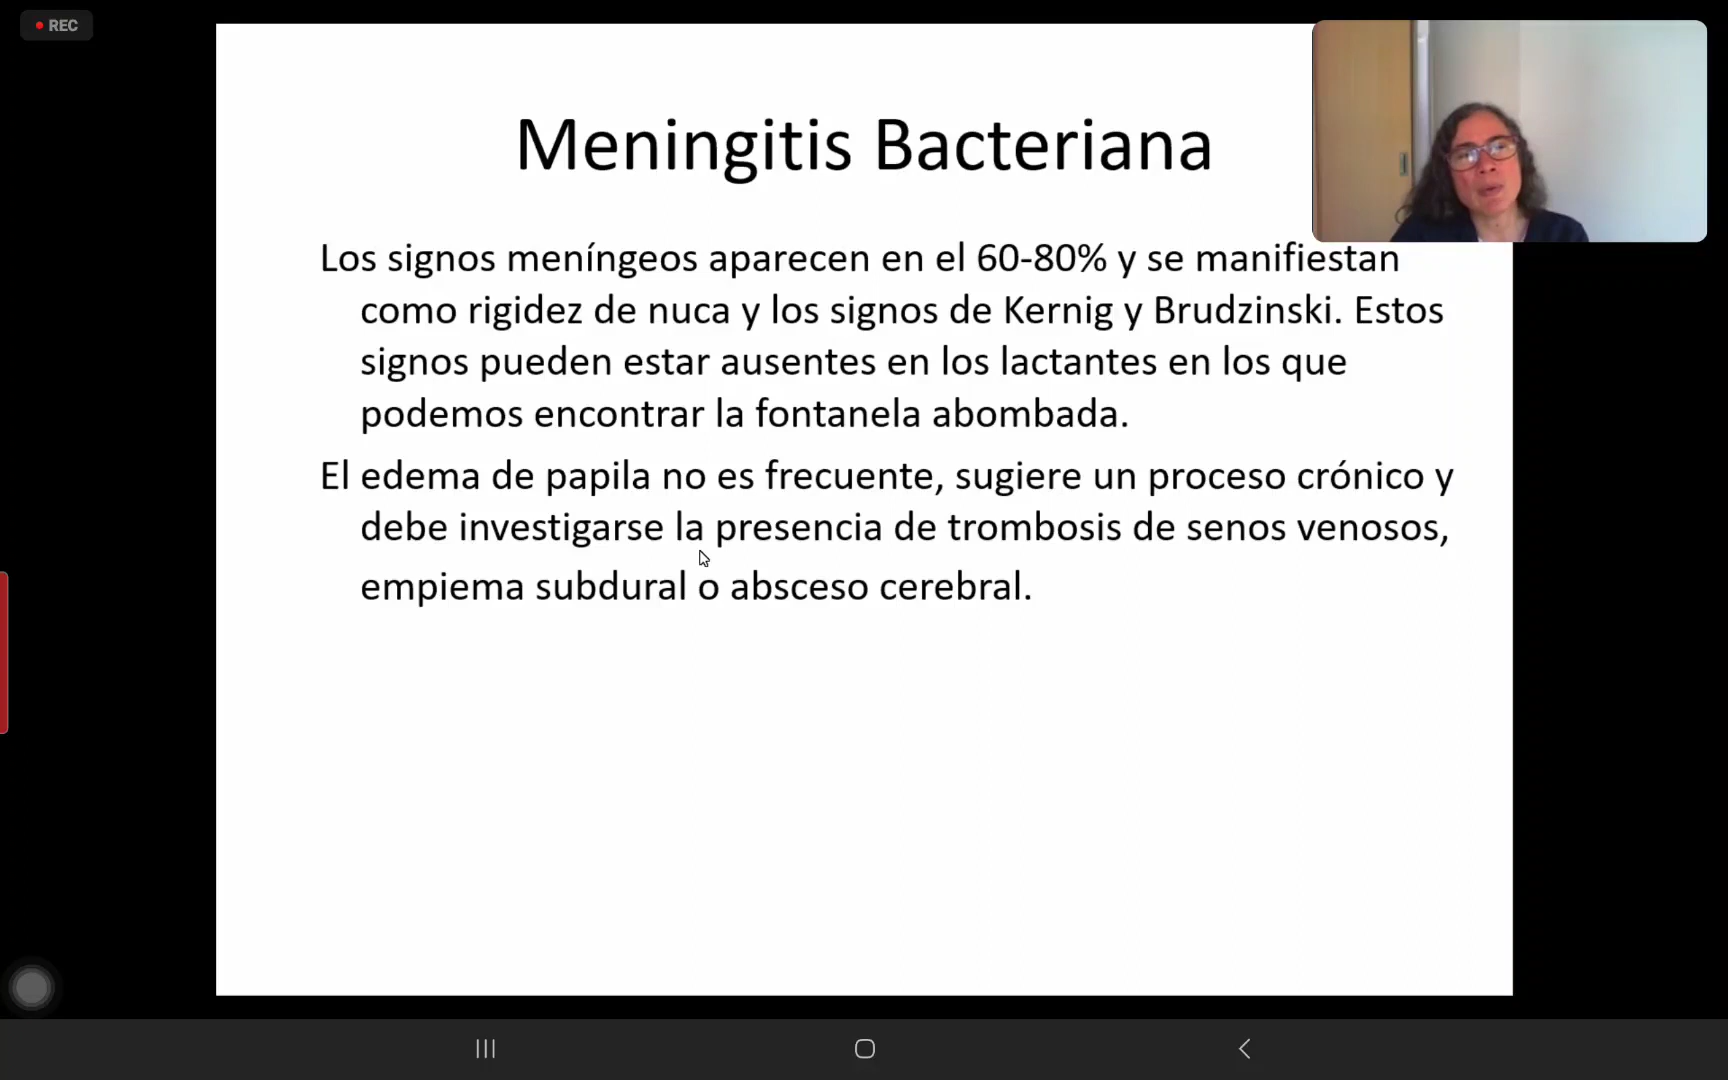 REC
Meningitis Bacteriana
Los signos meníngeos aparecen en el 60-80% y se manifiestan
como rigidez de nuca y los signos de Kernig y Brudzinski. Estos
signos pueden estar ausentes en los lactantes en los que
podemos encontrar la fontanela abombada.
El edema de papila no es frecuente, sugiere un proceso crónico y
debe investigarse la presencia de trombosis de senos venosos,
empiema subdural o absceso cerebral.